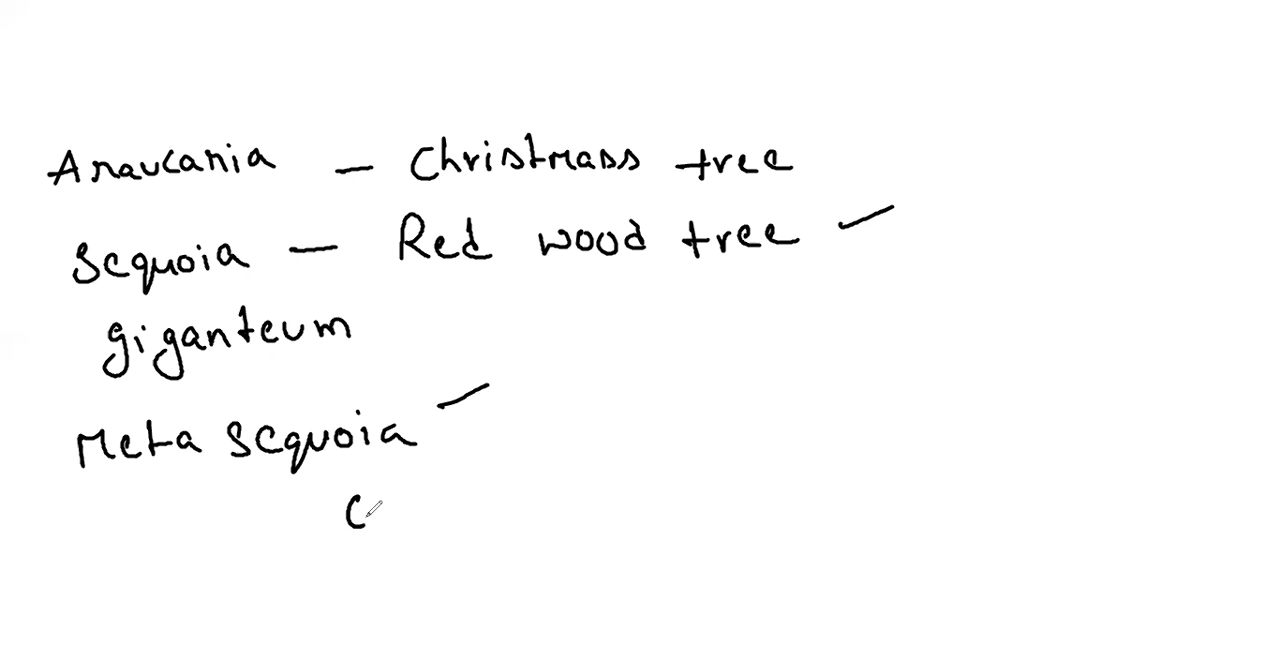 Araucaria — Christmass tree
Sequoia — Red wood tree
giganteum
Meta sequoia
C